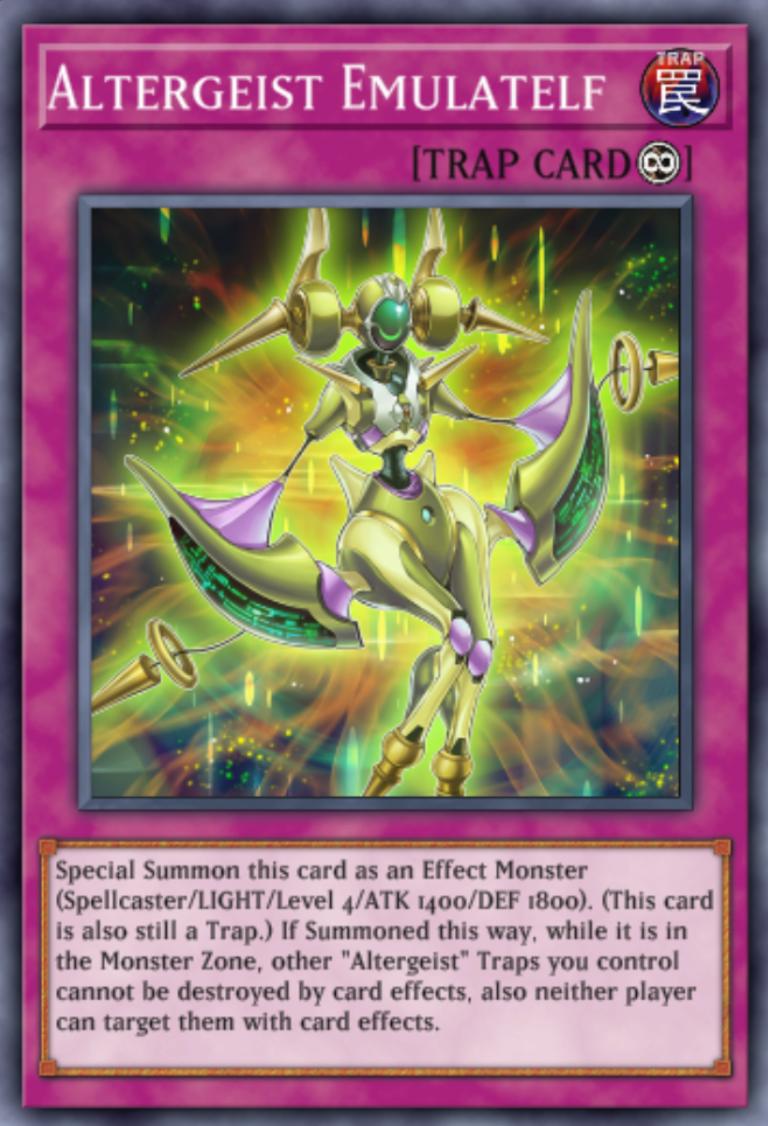 ALTERGEIST EMULATELF
TRAP
罠
[TRAP CARD]
Special Summon this card as an Effect Monster
(Spellcaster/LIGHT/Level 4/ATK 1400/DEF 1800). (This card
is also still a Trap.) If Summoned this way, while it is in
the Monster Zone, other "Altergeist" Traps you control
cannot be destroyed by card effects, also neither player
can target them with card effects.